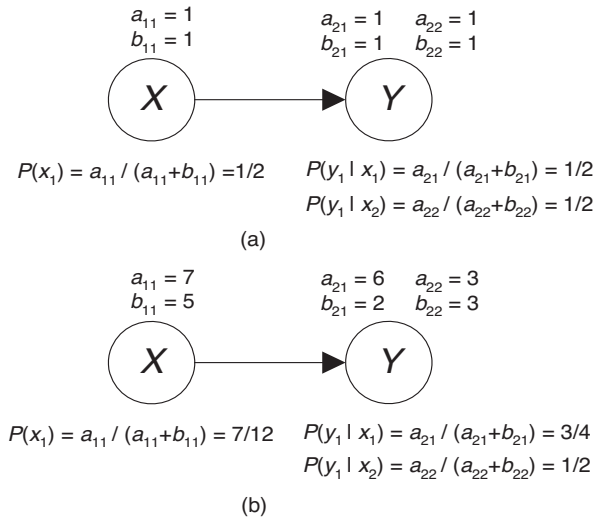 a₁₁ = 1
b₁₁ = 1
a₂₁ = 1 a₂₂ = 1
b₂₁ = 1 b₂₂ = 1
X
Y
P(x₁) = a₁₁ / (a₁₁+b₁₁) =1/2
P(y₁ | x₁) = a₂₁ / (a₂₁+b₂₁) = 1/2
P(y₁ | x₂) = a₂₂ / (a₂₂+b₂₂) = 1/2
(a)
a₁₁ = 7
b₁₁ = 5
a₂₁ = 6 a₂₂ = 3
b₂₁ = 2 b₂₂ = 3
X
Y
P(x₁) = a₁₁ / (a₁₁+b₁₁) = 7/12
P(y₁ | x₁) = a₂₁ / (a₂₁+b₂₁) = 3/4
P(y₁ | x₂) = a₂₂ / (a₂₂+b₂₂) = 1/2
(b)